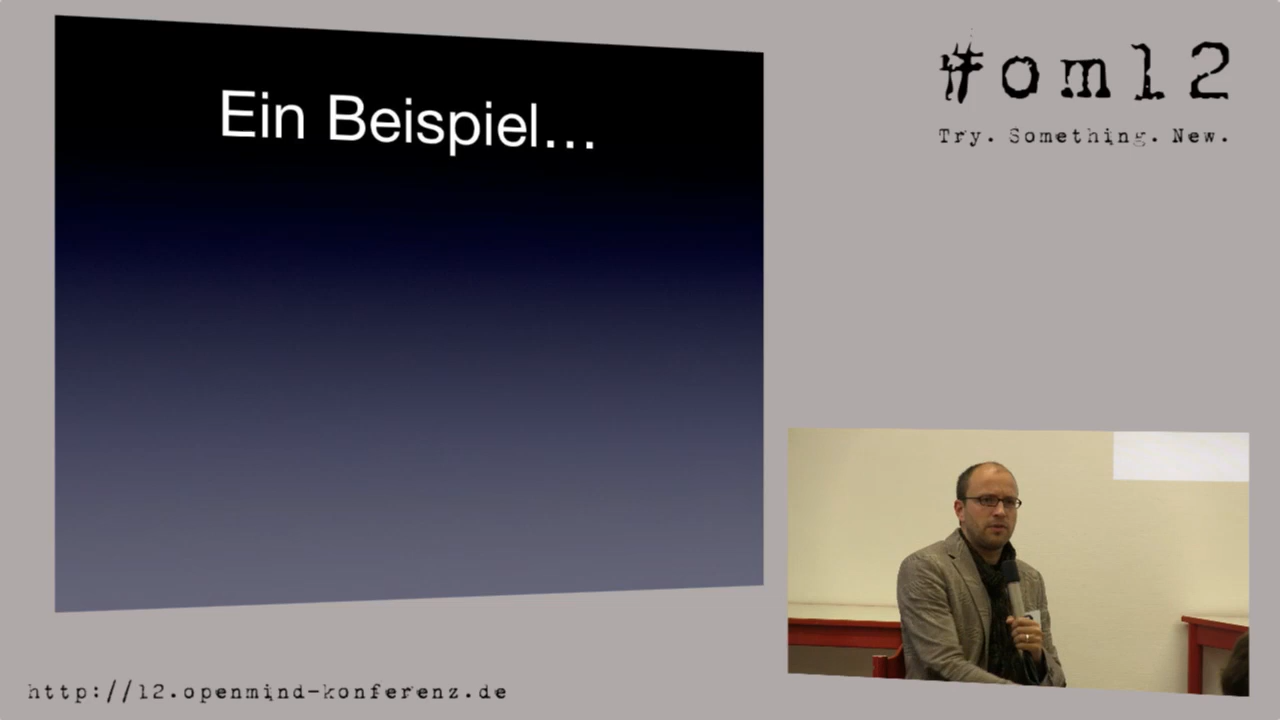 Ein Beispiel...
#om12
Try. Something. New.
http://12.openmind-konferenz.de